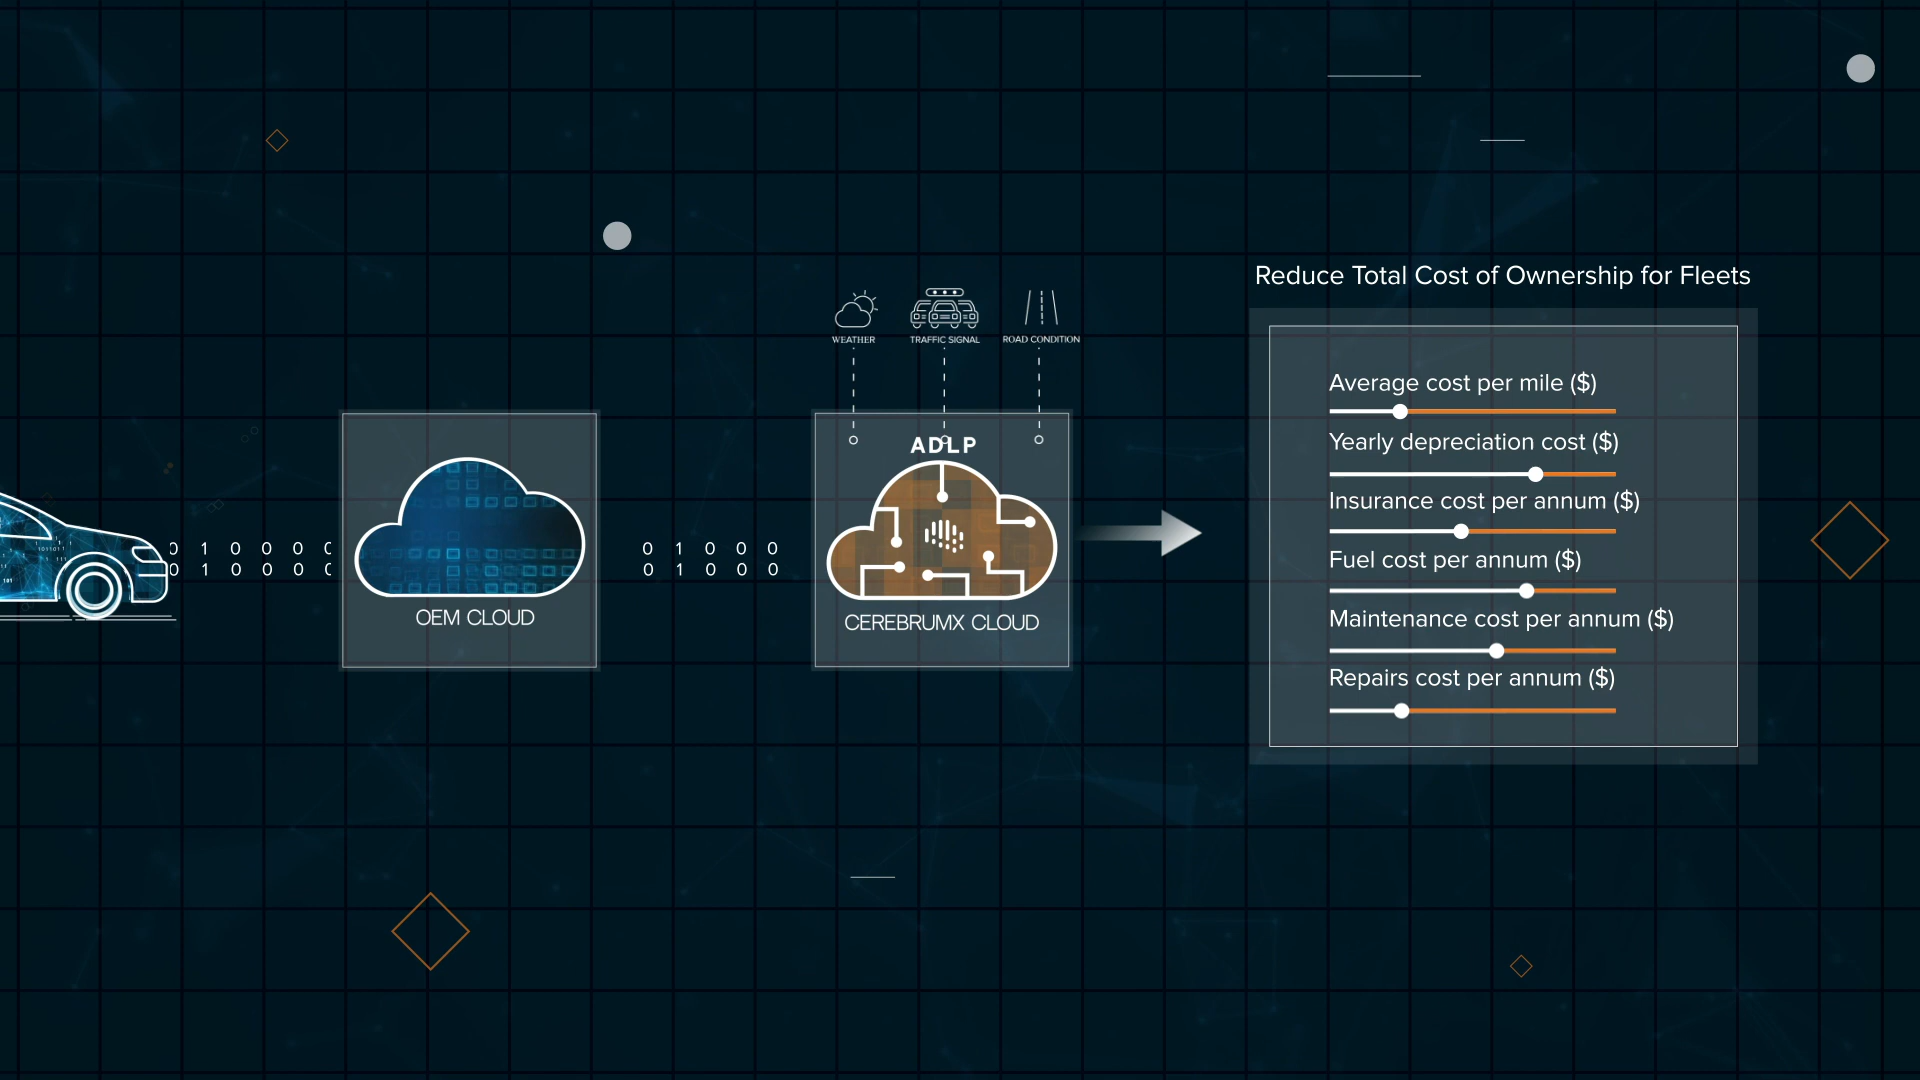 Reduce Total Cost of Ownership for Fleets
WEATHER
TRAFFIC SIGNAL
ROAD CONDITION
Average cost per mile ($)
Yearly depreciation cost ($)
Insurance cost per annum ($)
Fuel cost per annum ($)
Maintenance cost per annum ($)
Repairs cost per annum ($)
ADLP
CEREBRUMX CLOUD
OEM CLOUD
0 1 0 0 0 0
0 1 0 0 0 0
0 1 0 0 0
0 1 0 0 0